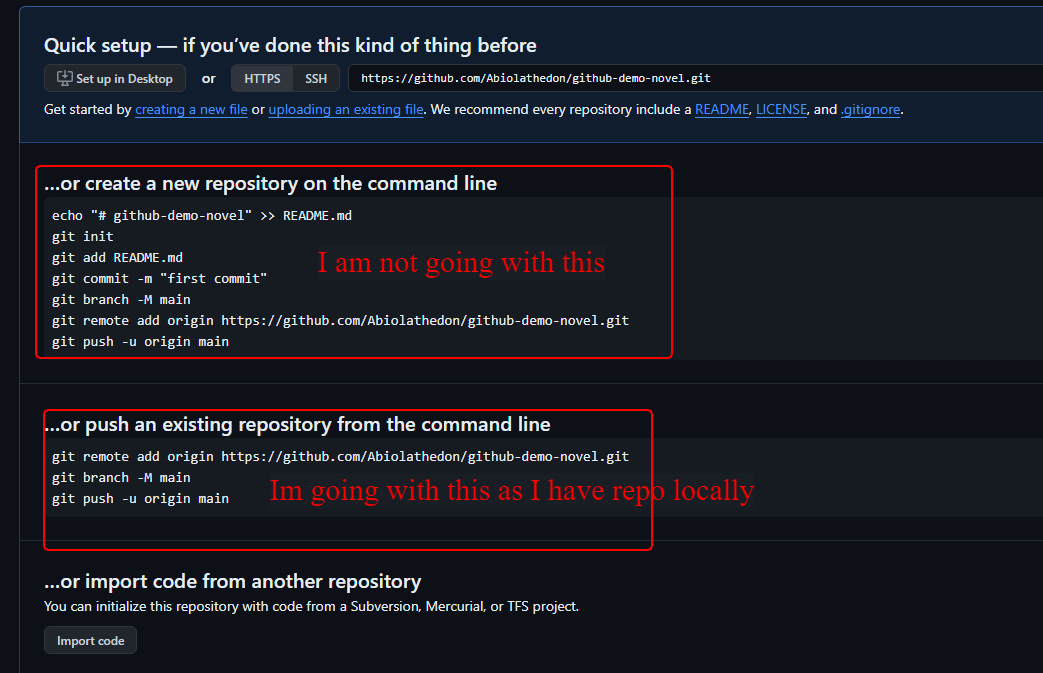 Quick setup — if you've done this kind of thing before
Set up in Desktop or HTTPS SSH https://github.com/Abiolathedon/github-demo-novel.git
Get started by creating a new file or uploading an existing file. We recommend every repository include a README, LICENSE, and .gitignore.
...or create a new repository on the command line
echo "# github-demo-novel" >> README.md
git init
git add README.md
I am not going with this
git commit -m "first commit"
git branch -M main
git remote add origin https://github.com/Abiolathedon/github-demo-novel.git
git push -u origin main
...or push an existing repository from the command line
git remote add origin https://github.com/Abiolathedon/github-demo-novel.git
git branch -M main
git push -u origin main
Im going with this as I have repo locally
...or import code from another repository
You can initialize this repository with code from a Subversion, Mercurial, or TFS project.
Import code